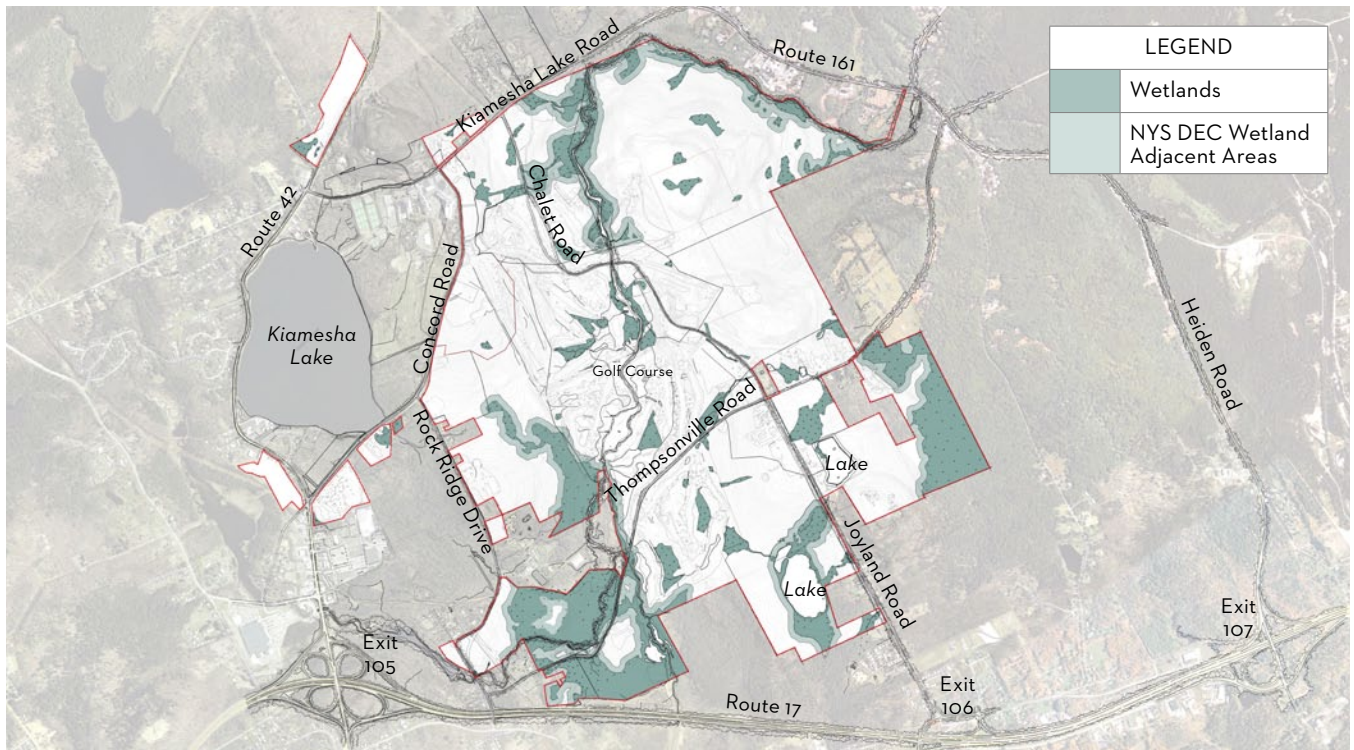 LEGEND
Wetlands
NYS DEC Wetland
Adjacent Areas
Kiamesha Lake Road
Route 161
Route 42
Chalet Road
Concord Road
Kiamesha
Lake
Heiden Road
Golf Course
Thompsonville Road
Rock Ridge Drive
Lake
Joyland Road
Lake
Exit
105
Exit
106
Exit
107
Route 17